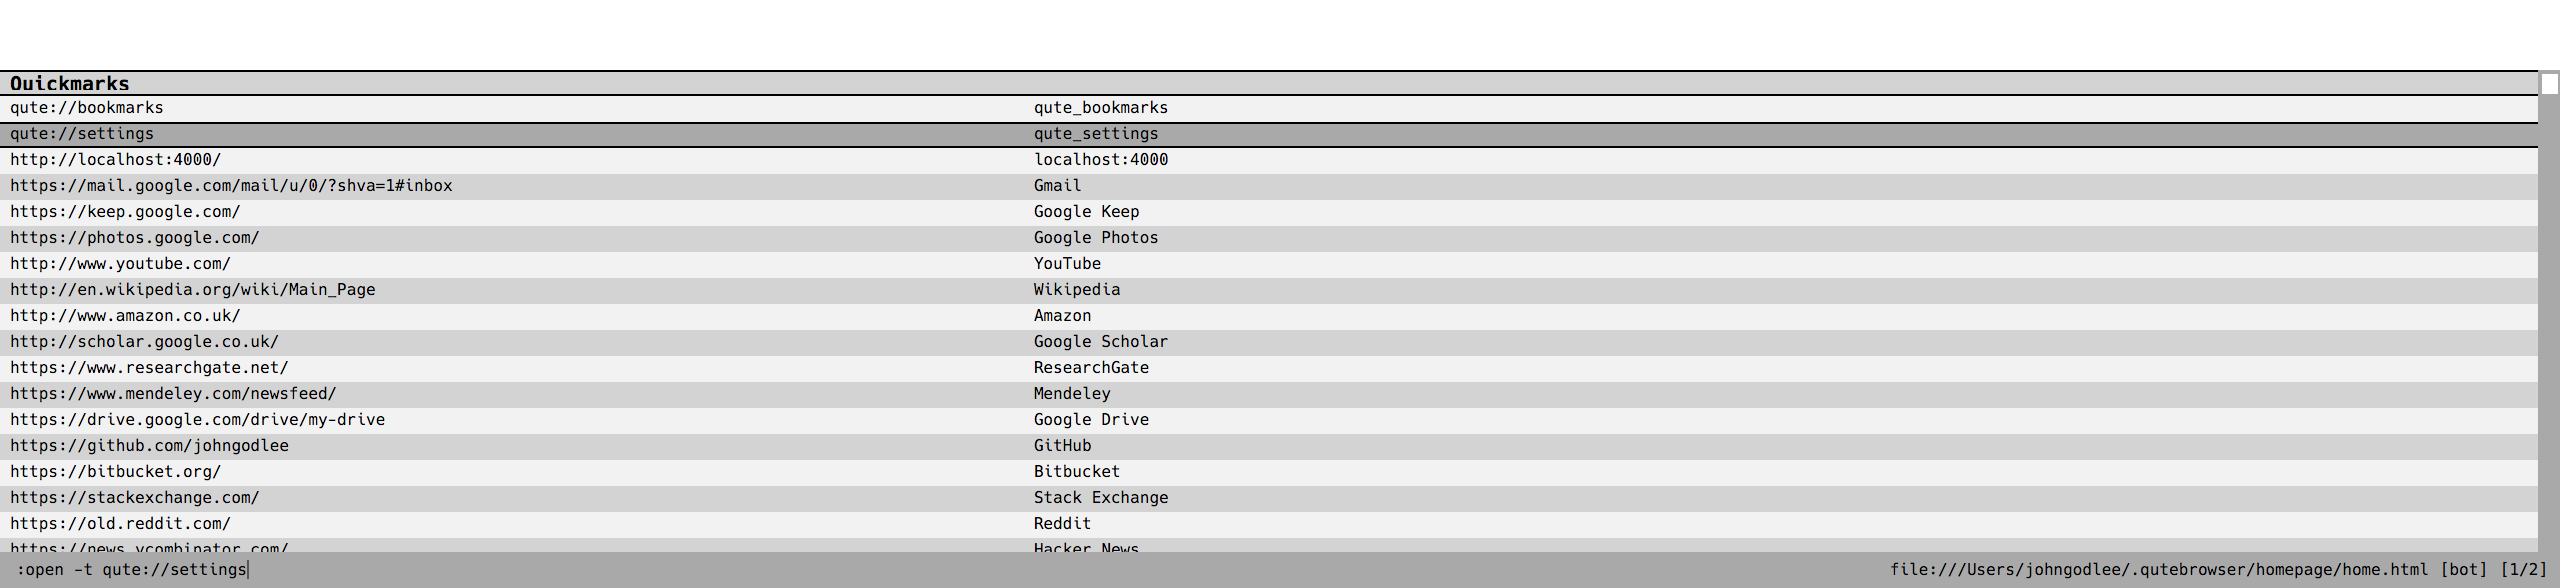 Quickmarks
qute://bookmarks qute_bookmarks
qute://settings qute_settings
http://localhost:4000/ localhost:4000
https://mail.google.com/mail/u/0/?shva=1#inbox Gmail
https://keep.google.com/ Google Keep
https://photos.google.com/ Google Photos
http://www.youtube.com/ YouTube
http://en.wikipedia.org/wiki/Main_Page Wikipedia
http://www.amazon.co.uk/ Amazon
http://scholar.google.co.uk/ Google Scholar
https://www.researchgate.net/ ResearchGate
https://www.mendeley.com/newsfeed/ Mendeley
https://drive.google.com/drive/my-drive Google Drive
https://github.com/johngodlee GitHub
https://bitbucket.org/ Bitbucket
https://stackexchange.com/ Stack Exchange
https://old.reddit.com/ Reddit
https://news.ycombinator.com/ Hacker News
:open -t qute://settings file:///Users/johngodlee/.qutebrowser/homepage/home.html [bot] [1/2]